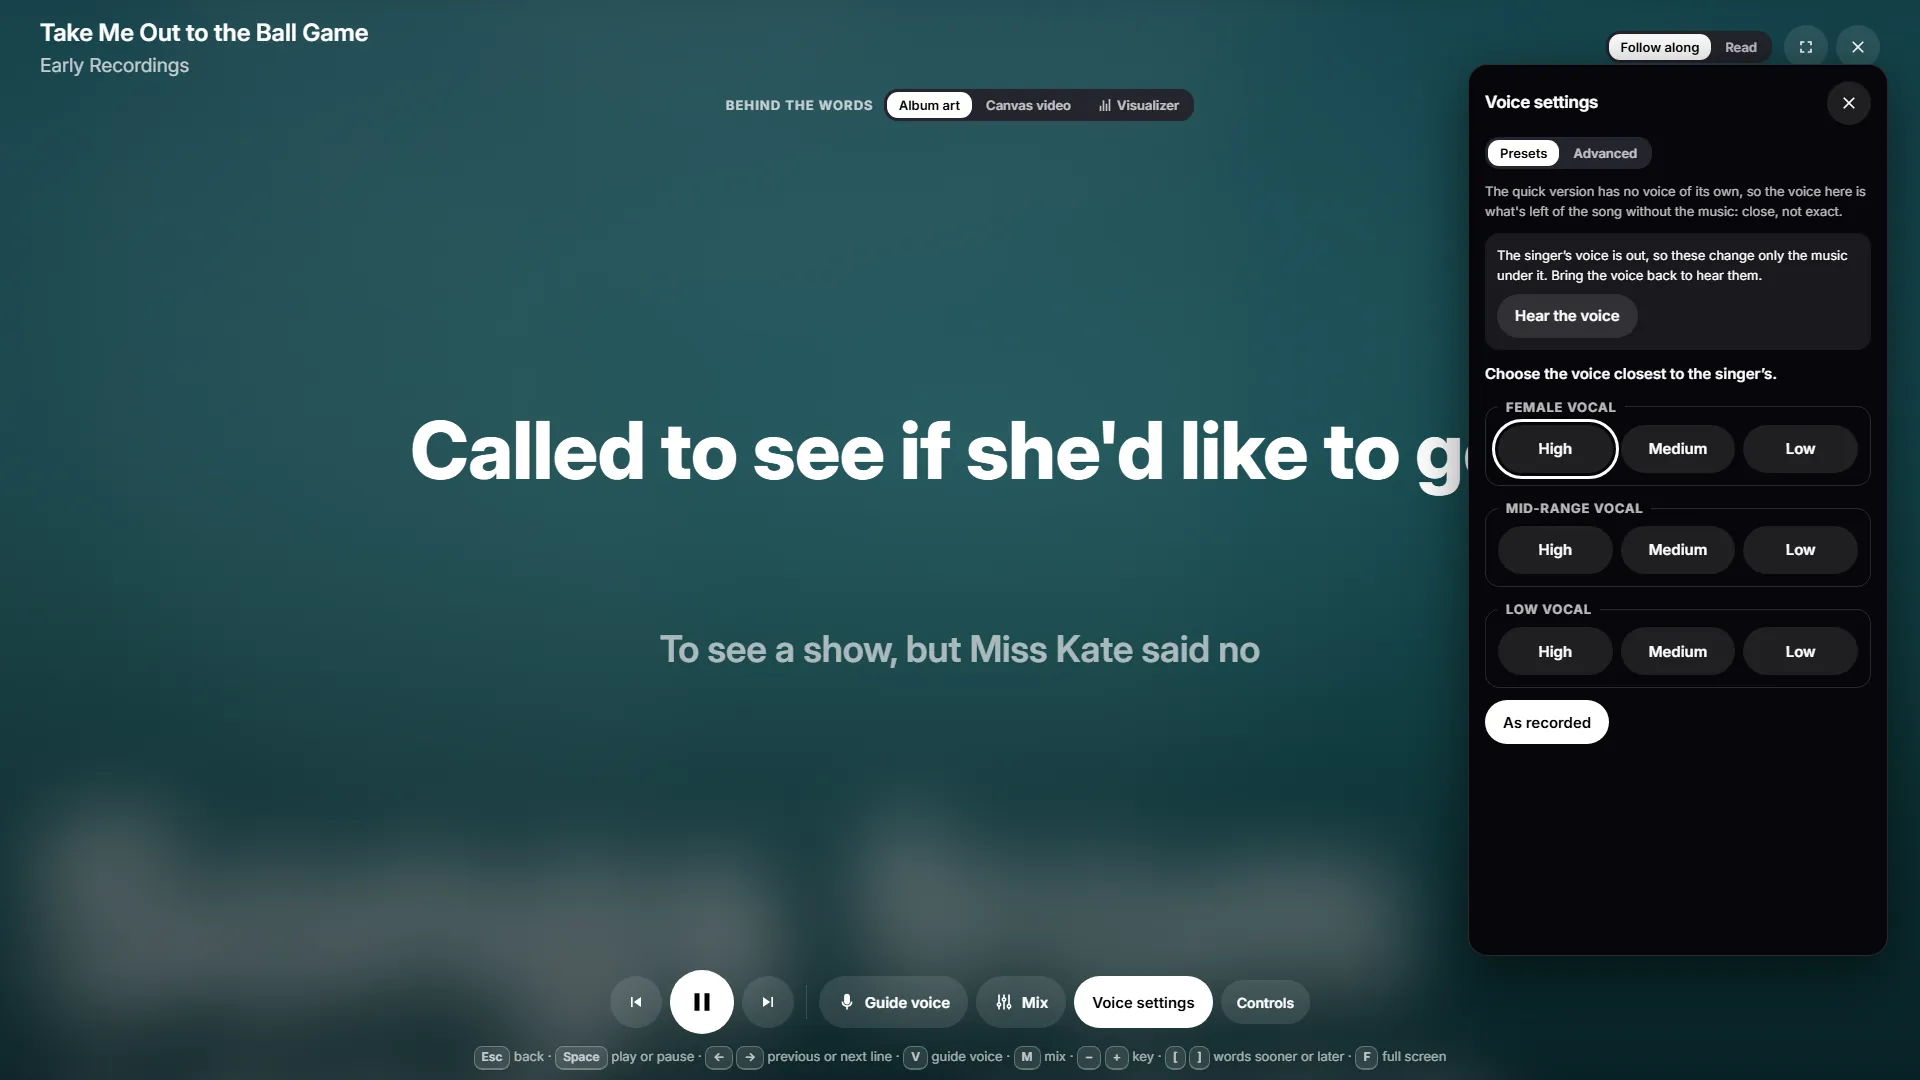 Take Me Out to the Ball Game
Early Recordings
Follow along Read
BEHIND THE WORDS Album art Canvas video Visualizer
Called to see if she'd like to
To see a show, but Miss Kate said no
Voice settings
Presets Advanced
The quick version has no voice of its own, so the voice here is
what's left of the song without the music: close, not exact.
The singer’s voice is out, so these change only the music
under it. Bring the voice back to hear them.
Hear the voice
Choose the voice closest to the singer’s.
FEMALE VOCAL
High Medium Low
MID-RANGE VOCAL
High Medium Low
LOW VOCAL
High Medium Low
As recorded
Guide voice Mix Voice settings Controls
Esc back · Space play or pause · ← → previous or next line · V guide voice · M mix · − + key · [ ] words sooner or later · F full screen